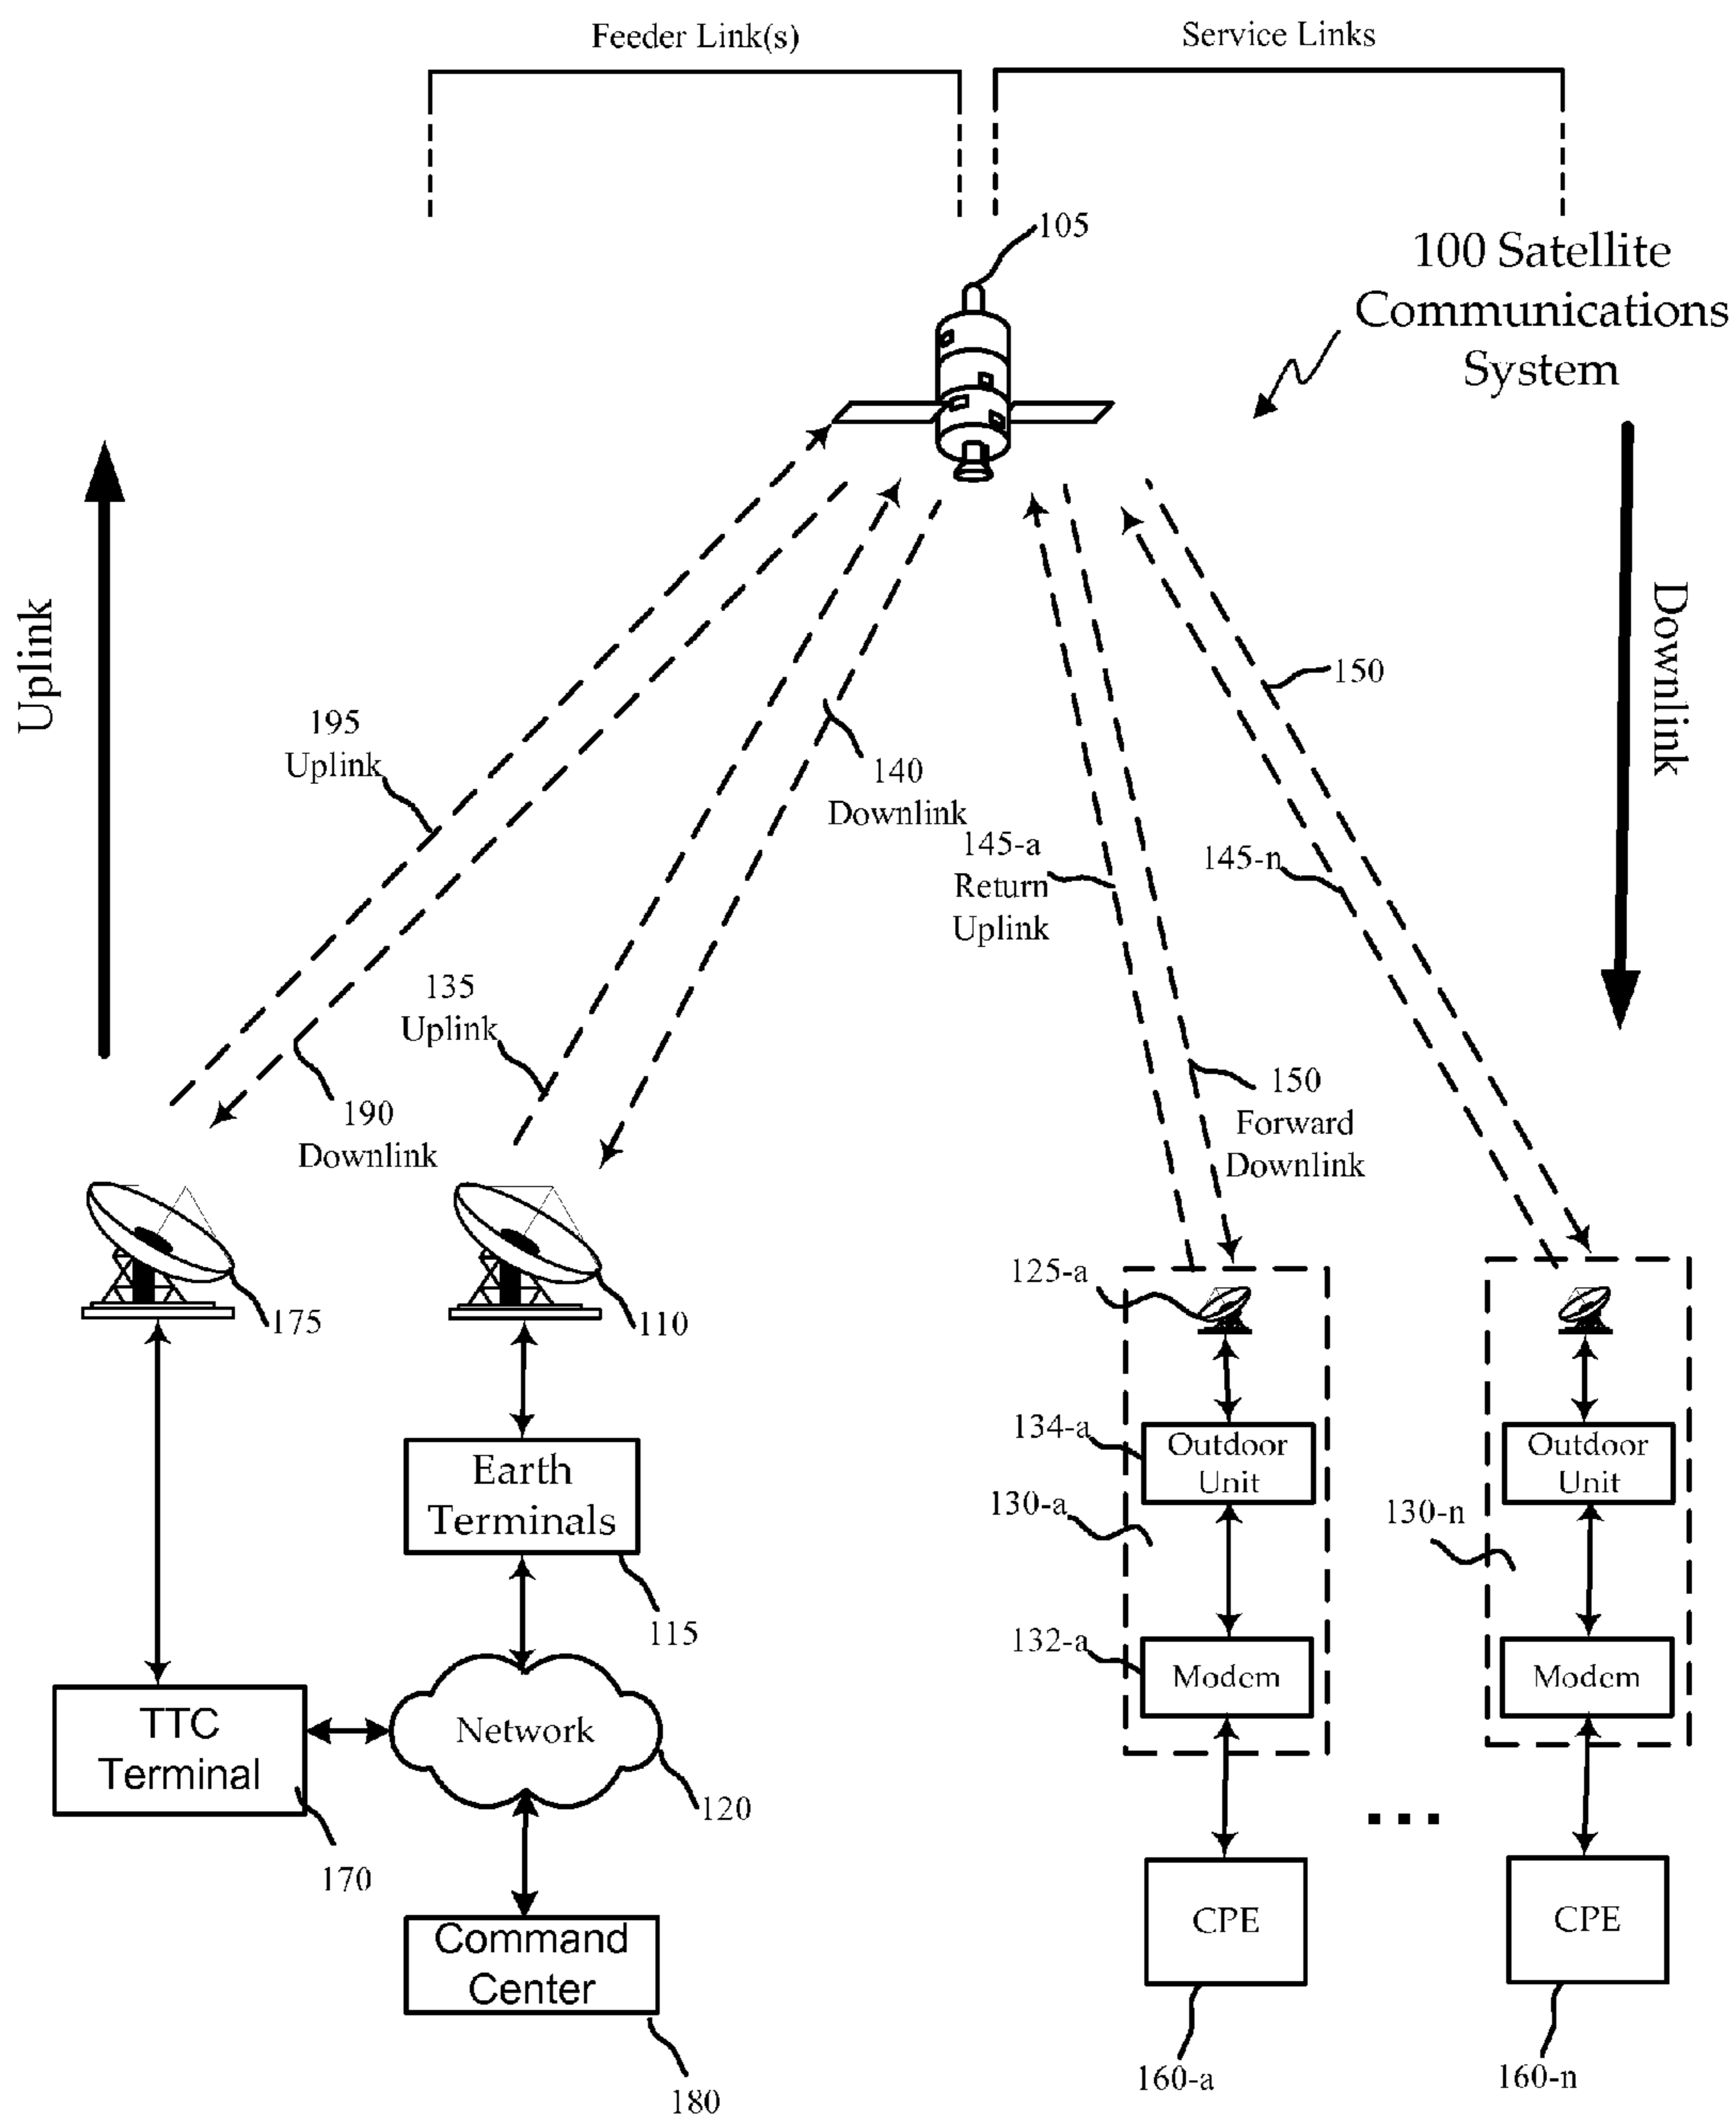 Feeder Link(s)
Service Links
105
100 Satellite
Communications
System
Uplink
Downlink
150
195
Uplink
140
Downlink
145-a
Return
Uplink
145-n
135
Uplink
150
Forward
Downlink
190
Downlink
125-a
175
110
134-a
Outdoor
Unit
Outdoor
Unit
Earth
Terminals
130-a
130-n
115
132-a
Modem
Modem
TTC
Terminal
Network
120
170
...
Command
Center
CPE
CPE
180
160-a
160-n